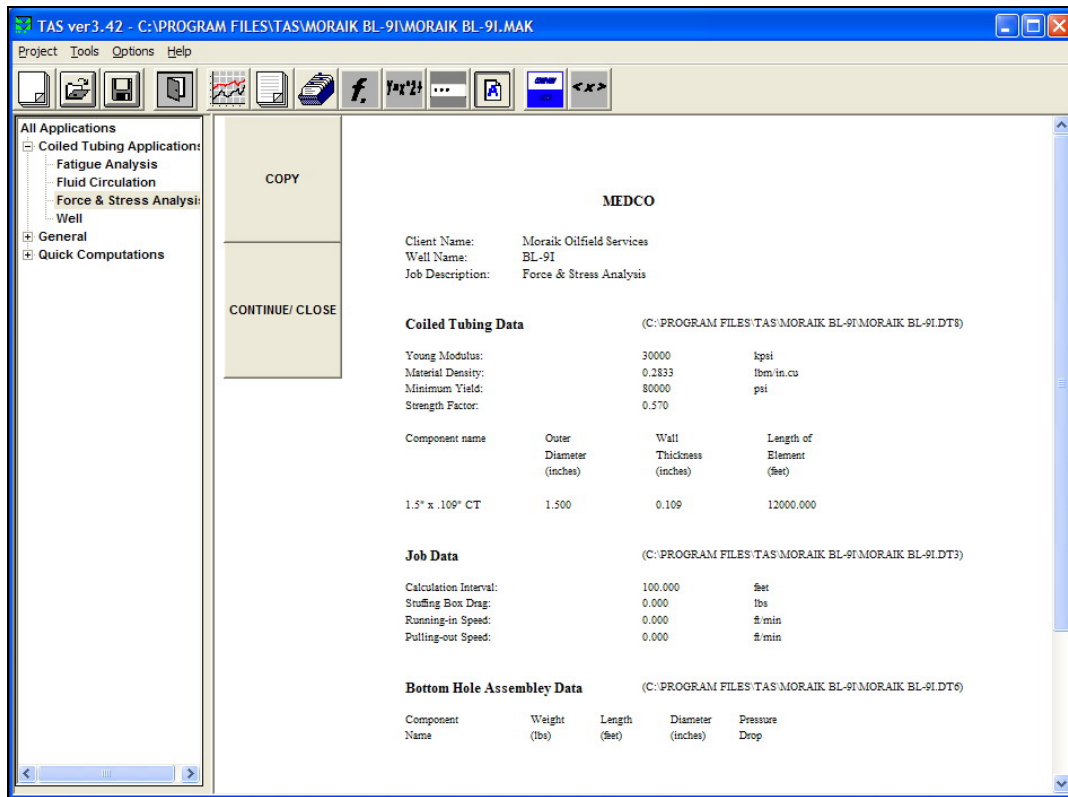 TAS ver3.42 - C:\PROGRAM FILES\TAS\MORAIK BL-9I\MORAIK BL-9I.MAK
Project Tools Options Help
f. Y=x^2+ ... A <x>
All Applications
Coiled Tubing Applications
Fatigue Analysis
Fluid Circulation
Force & Stress Analysis
Well
General
Quick Computations
COPY
CONTINUE/ CLOSE
MEDCO
Client Name: Moraik Oilfield Services
Well Name: BL-9I
Job Description: Force & Stress Analysis
Coiled Tubing Data (C:\PROGRAM FILES\TAS\MORAIK BL-9I\MORAIK BL-9I.DT8)
Young Modulus: 30000 kpsi
Material Density: 0.2833 lbm/in.cu
Minimum Yield: 80000 psi
Strength Factor: 0.570
Component name Outer Wall Length of
Diameter Thickness Element
(inches) (inches) (feet)
1.5" x .109" CT 1.500 0.109 12000.000
Job Data (C:\PROGRAM FILES\TAS\MORAIK BL-9I\MORAIK BL-9I.DT3)
Calculation Interval: 100.000 feet
Stuffing Box Drag: 0.000 lbs
Running-in Speed: 0.000 ft/min
Pulling-out Speed: 0.000 ft/min
Bottom Hole Assembley Data (C:\PROGRAM FILES\TAS\MORAIK BL-9I\MORAIK BL-9I.DT6)
Component Weight Length Diameter Pressure
Name (lbs) (feet) (inches) Drop